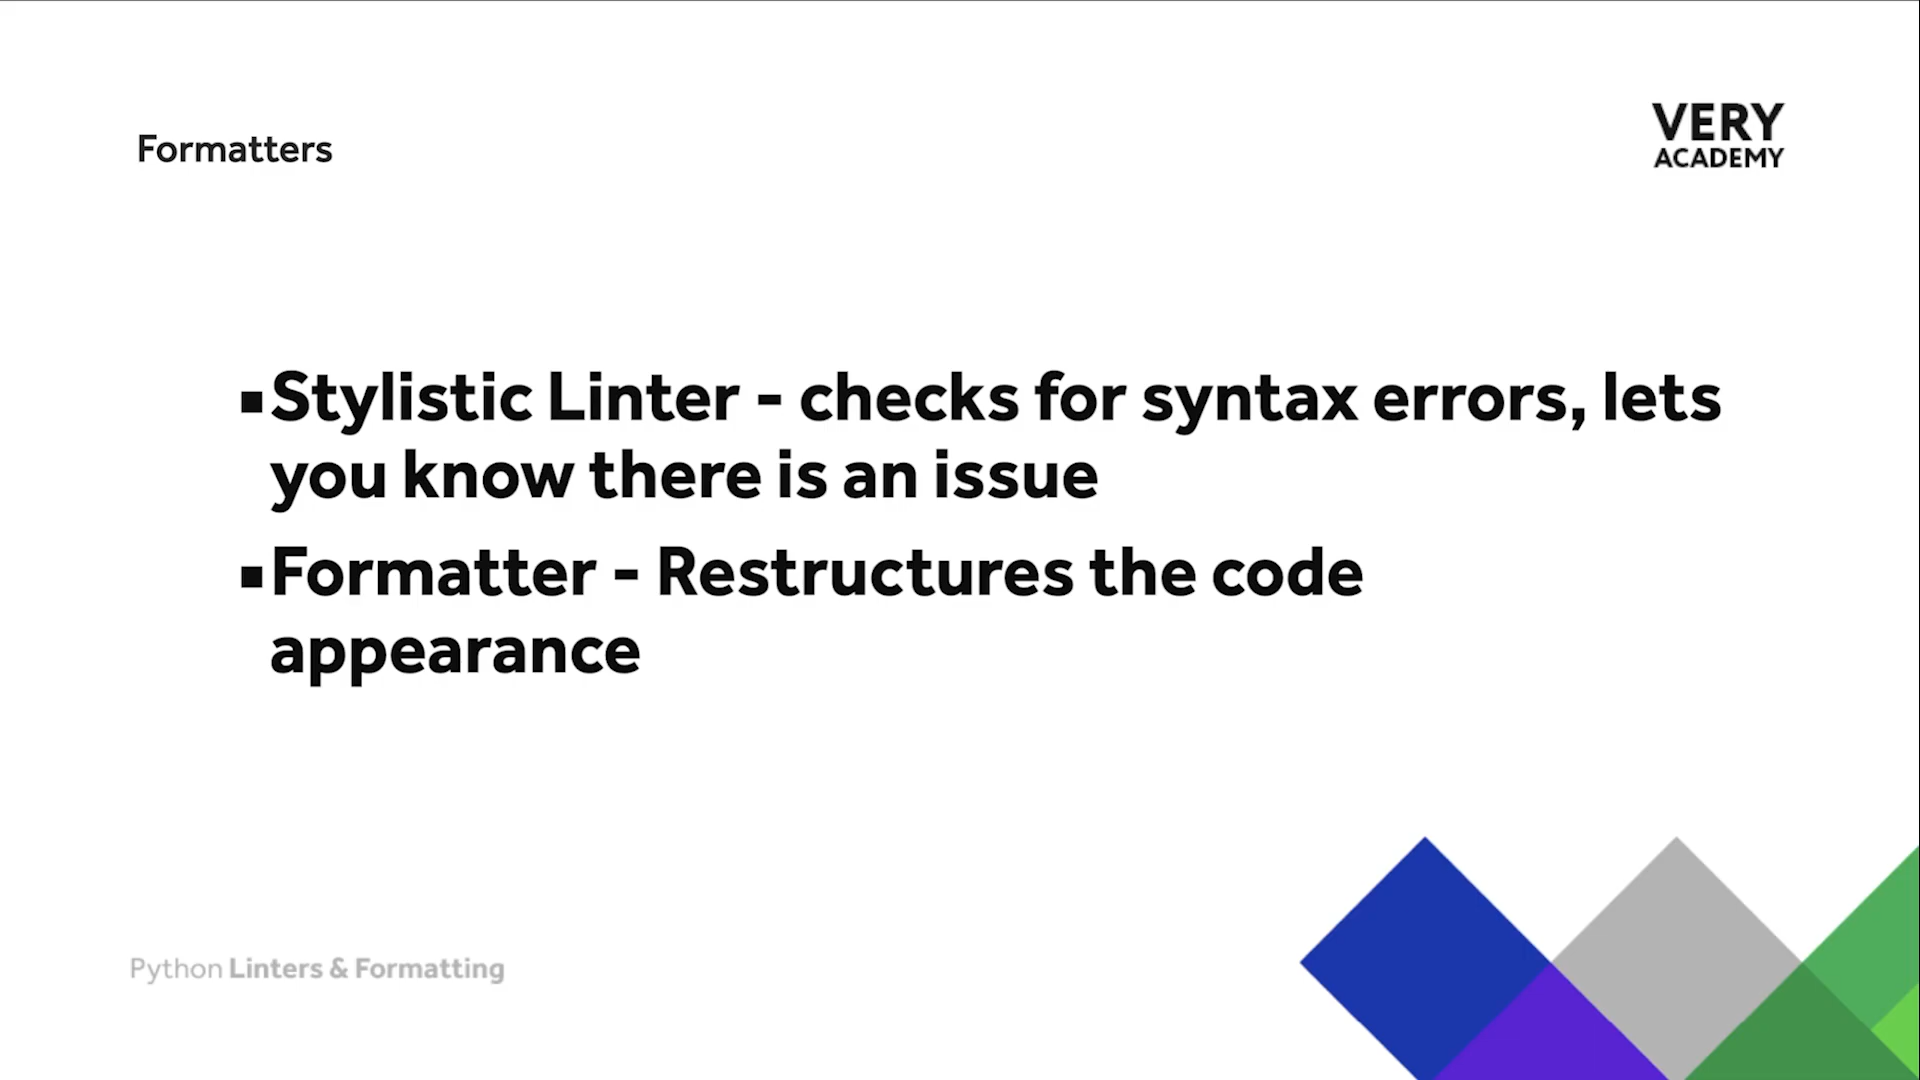 Formatters
VERY
ACADEMY
▪Stylistic Linter - checks for syntax errors, lets
you know there is an issue
▪Formatter - Restructures the code
appearance
Python Linters & Formatting